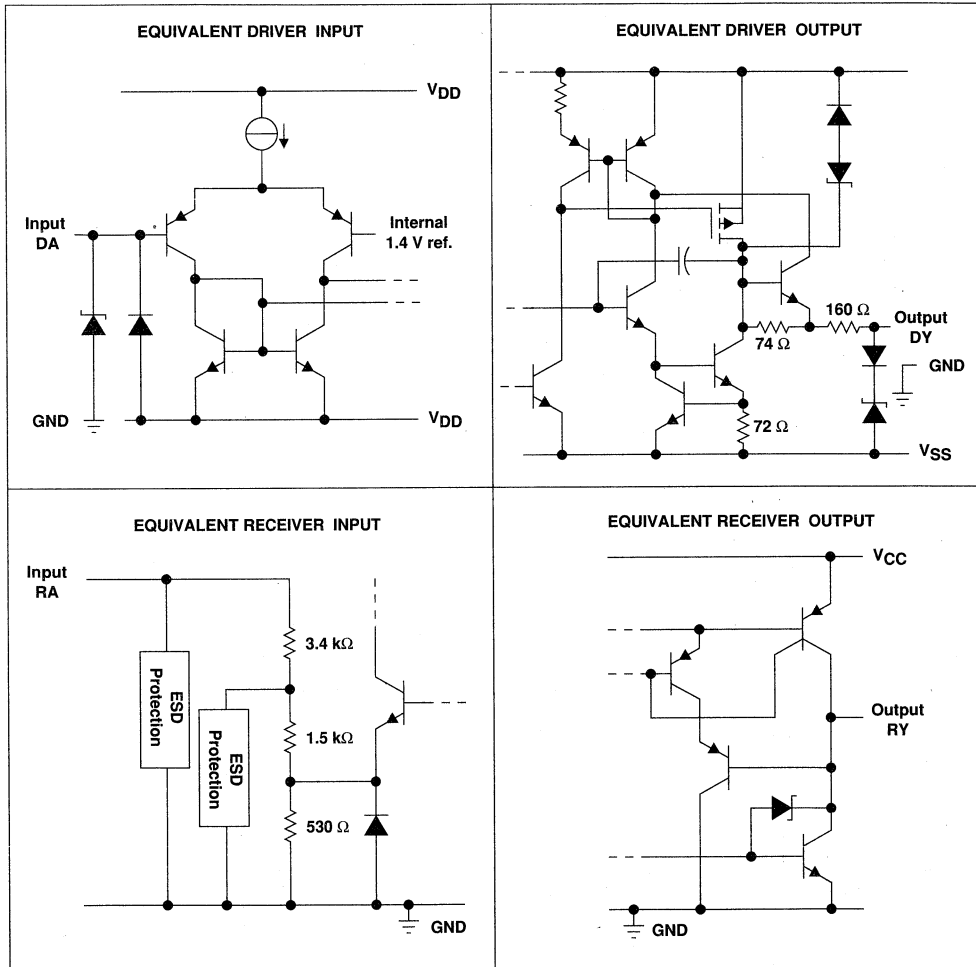 EQUIVALENT DRIVER INPUT
VDD
Input
DA
Internal
1.4 V ref.
GND
VDD
EQUIVALENT DRIVER OUTPUT
160 Ω
Output
DY
74 Ω
GND
72 Ω
VSS
EQUIVALENT RECEIVER INPUT
Input
RA
3.4 kΩ
ESD
Protection
1.5 kΩ
ESD
Protection
530 Ω
GND
EQUIVALENT RECEIVER OUTPUT
VCC
Output
RY
GND